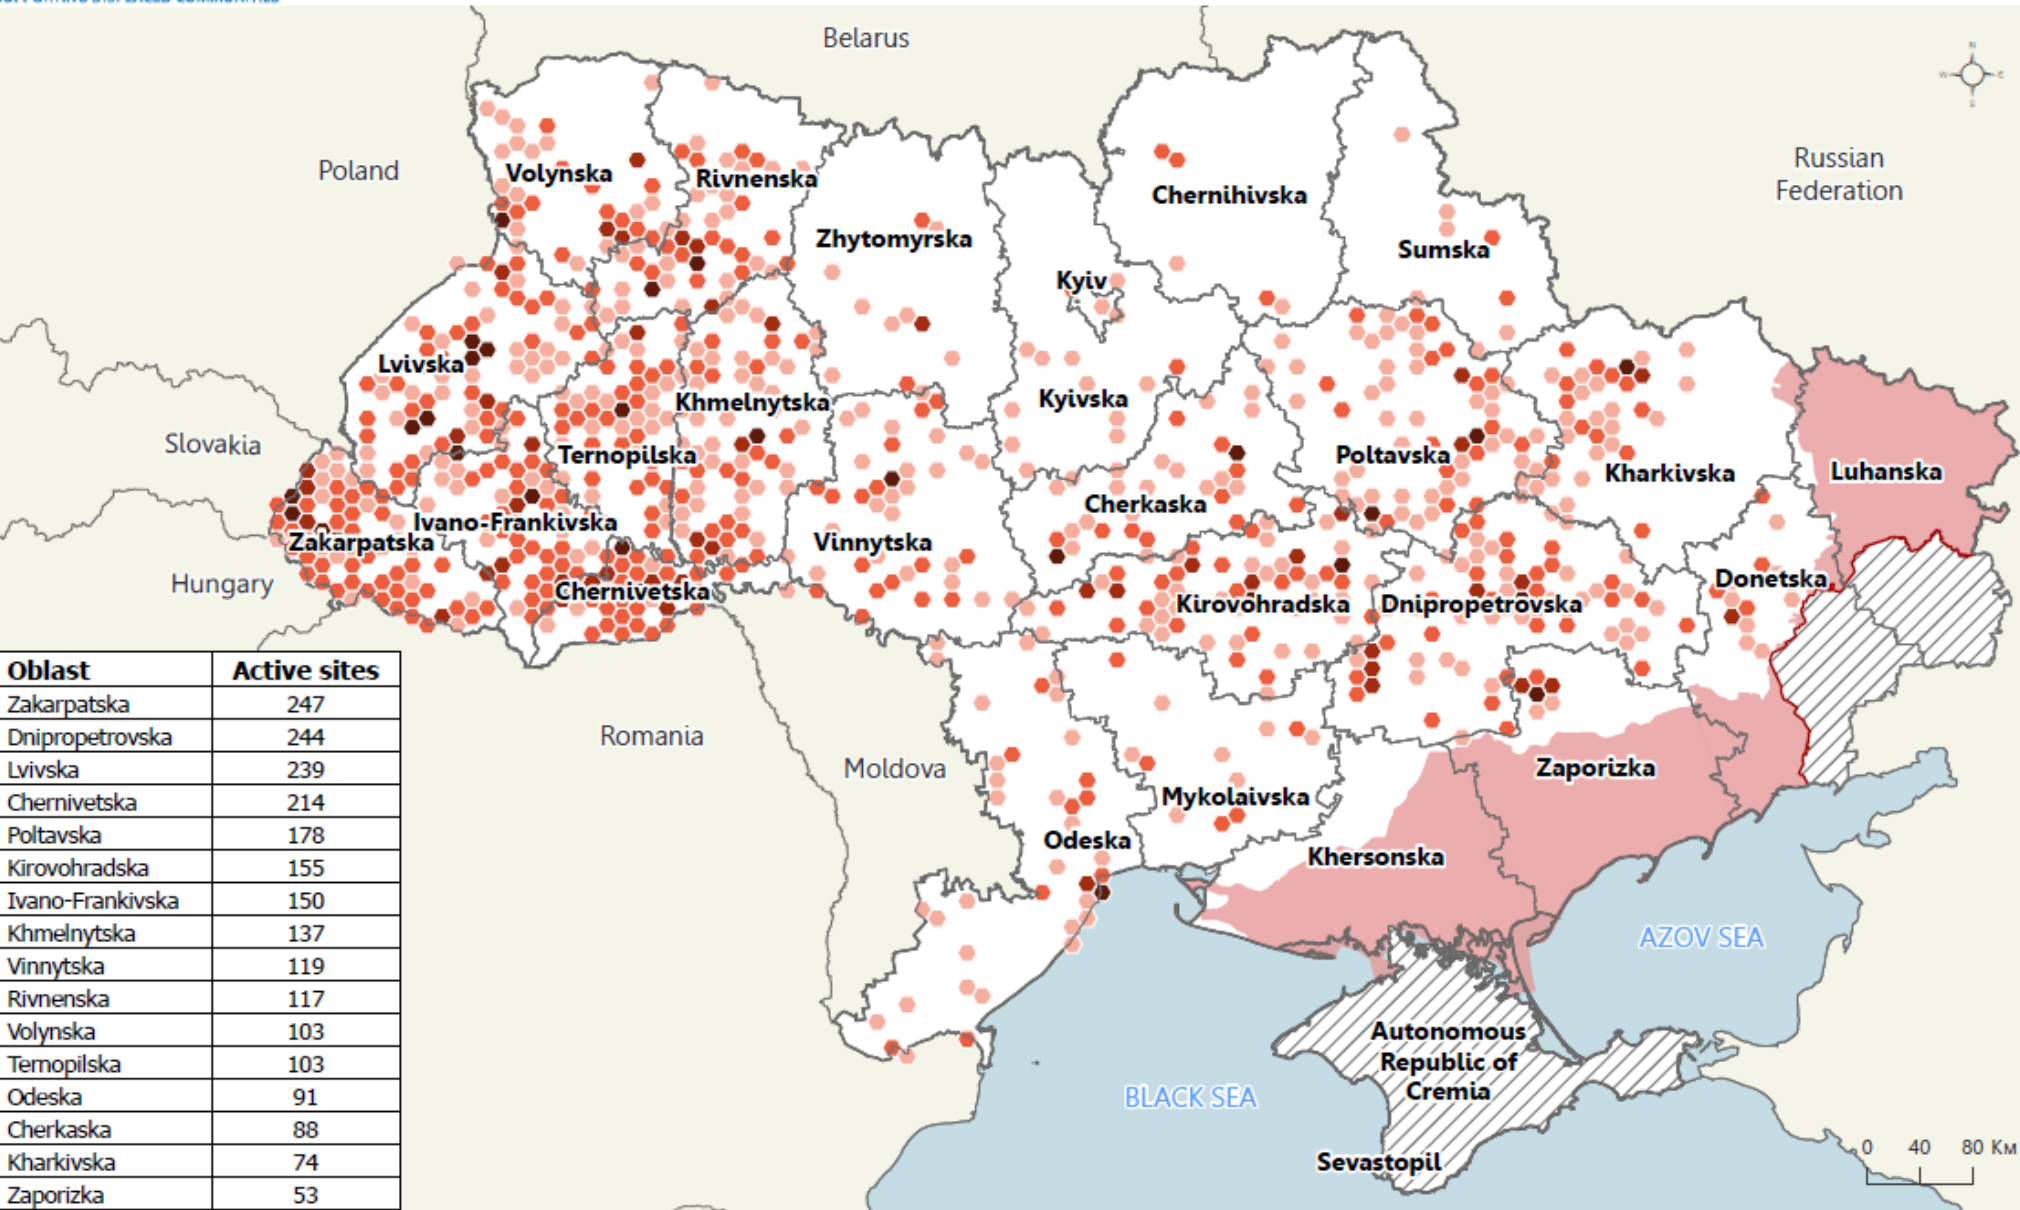 Belarus
N
W
E
S
Poland
Russian
Federation
Volynska
Rivnenska
Chernihivska
Zhytomyrska
Sumska
Kyiv
Lvivska
Khmelnytska
Kyivska
Slovakia
Ternopilska
Poltavska
Kharkivska
Luhanska
Cherkaska
Ivano-Frankivska
Zakarpatska
Vinnytska
Hungary
Chernivetska
Kirovohradska
Dnipropetrovska
Donetska
Romania
Moldova
Zaporizka
Mykolaivska
Odeska
Khersonska
AZOV SEA
Autonomous
Republic of
Cremia
BLACK SEA
Sevastopil
0 40 80 Км
Oblast Active sites
Zakarpatska 247
Dnipropetrovska 244
Lvivska 239
Chernivetska 214
Poltavska 178
Kirovohradska 155
Ivano-Frankivska 150
Khmelnytska 137
Vinnytska 119
Rivnenska 117
Volynska 103
Ternopilska 103
Odeska 91
Cherkaska 88
Kharkivska 74
Zaporizka 53